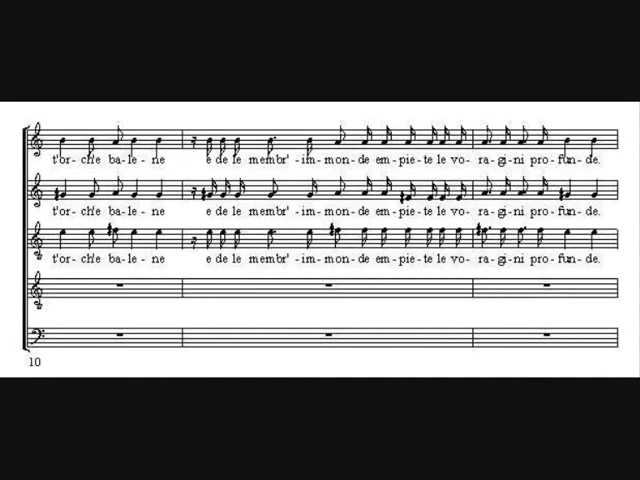 t'or- ch'e ba- le - ne e de le membr' - im- mon- de em- pie- te le vo- ra- gi- ni pro- fun- de.
t'or- ch'e ba- le - ne e de le membr' - im- mon- de em- pie- te le vo- ra- gi- ni pro- fun- de.
t'or- ch'e ba- le - ne e de le membr' - im- mon- de em- pie- te le vo- ra- gi- ni pro- fun- de.
10